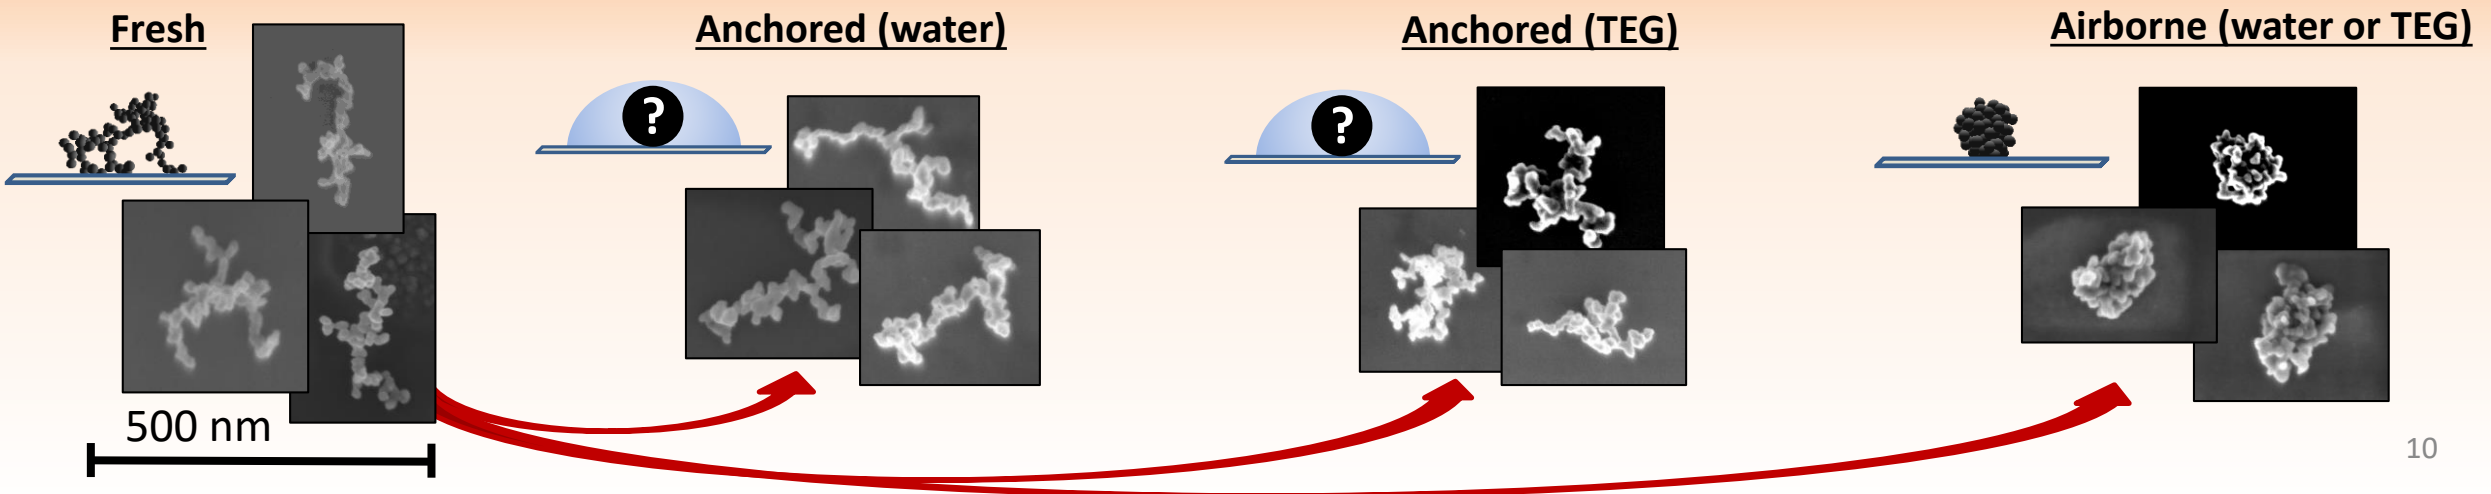 Fresh
Anchored (water)
Anchored (TEG)
Airborne (water or TEG)
?
?
500 nm
10